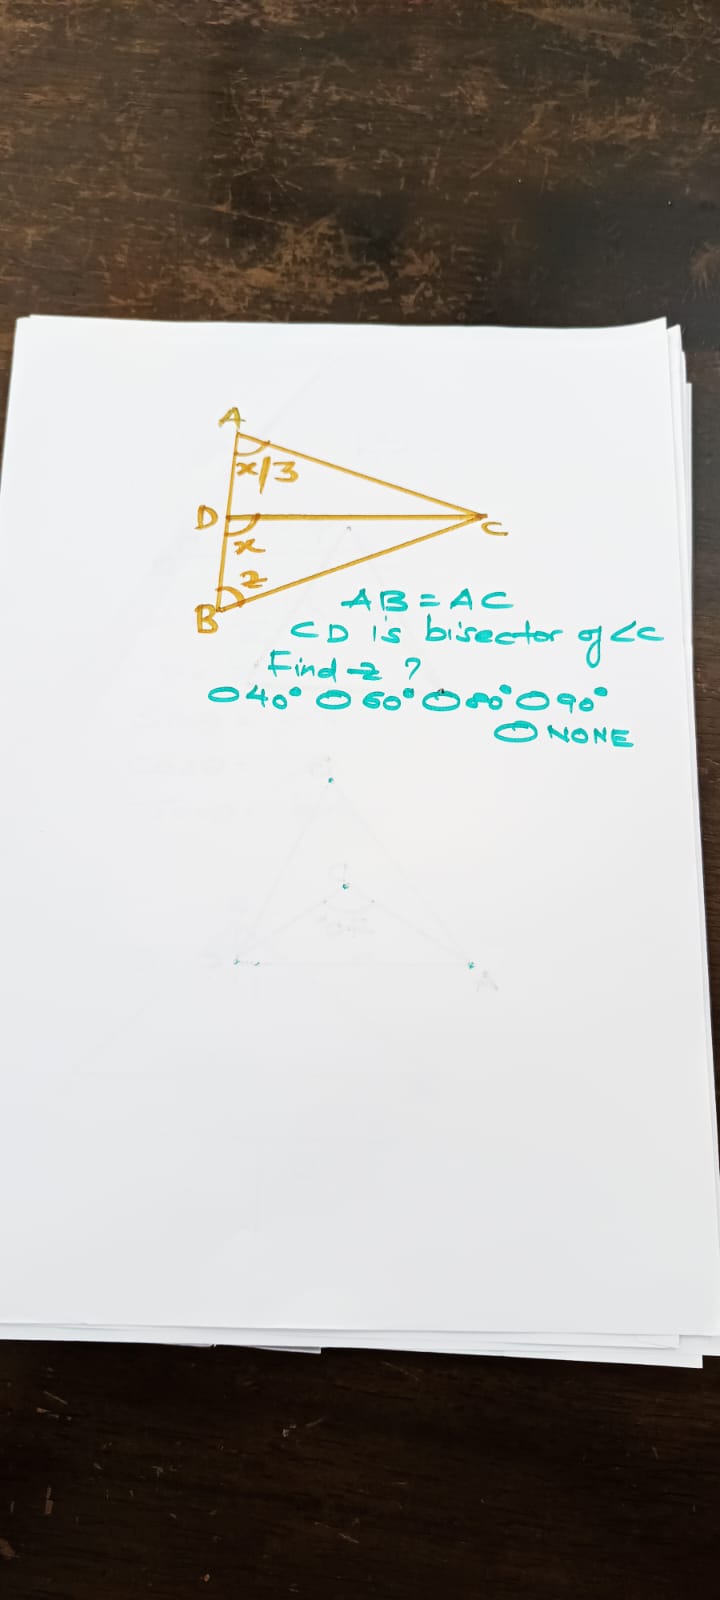 A
x/3
D
C
x
z
B
AB = AC
CD is bisector of <C
Find z ?
40° 60° 80° 90°
NONE